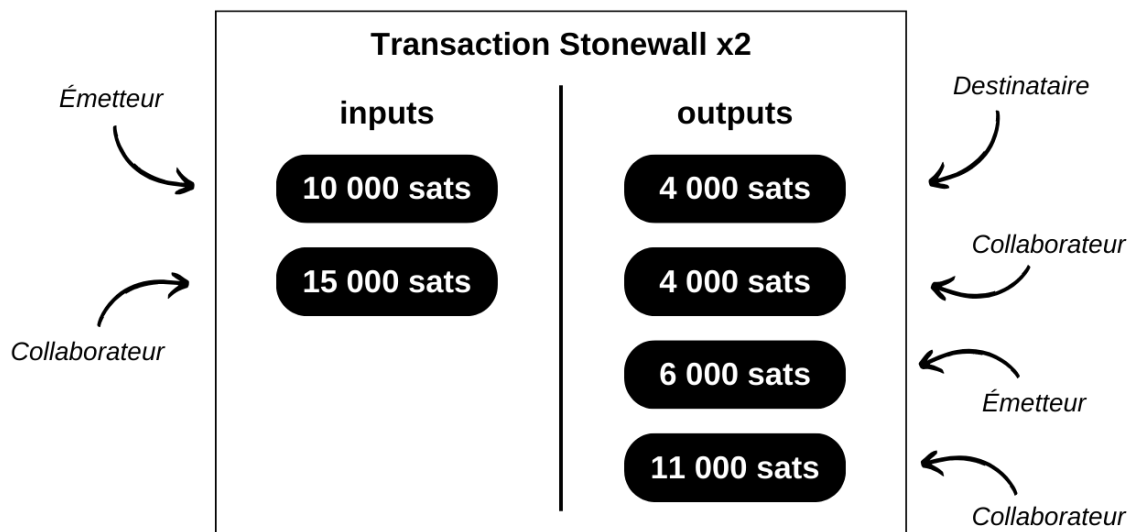 Transaction Stonewall x2
Émetteur
Collaborateur
inputs
10 000 sats
15 000 sats
outputs
4 000 sats
4 000 sats
6 000 sats
11 000 sats
Destinataire
Collaborateur
Émetteur
Collaborateur